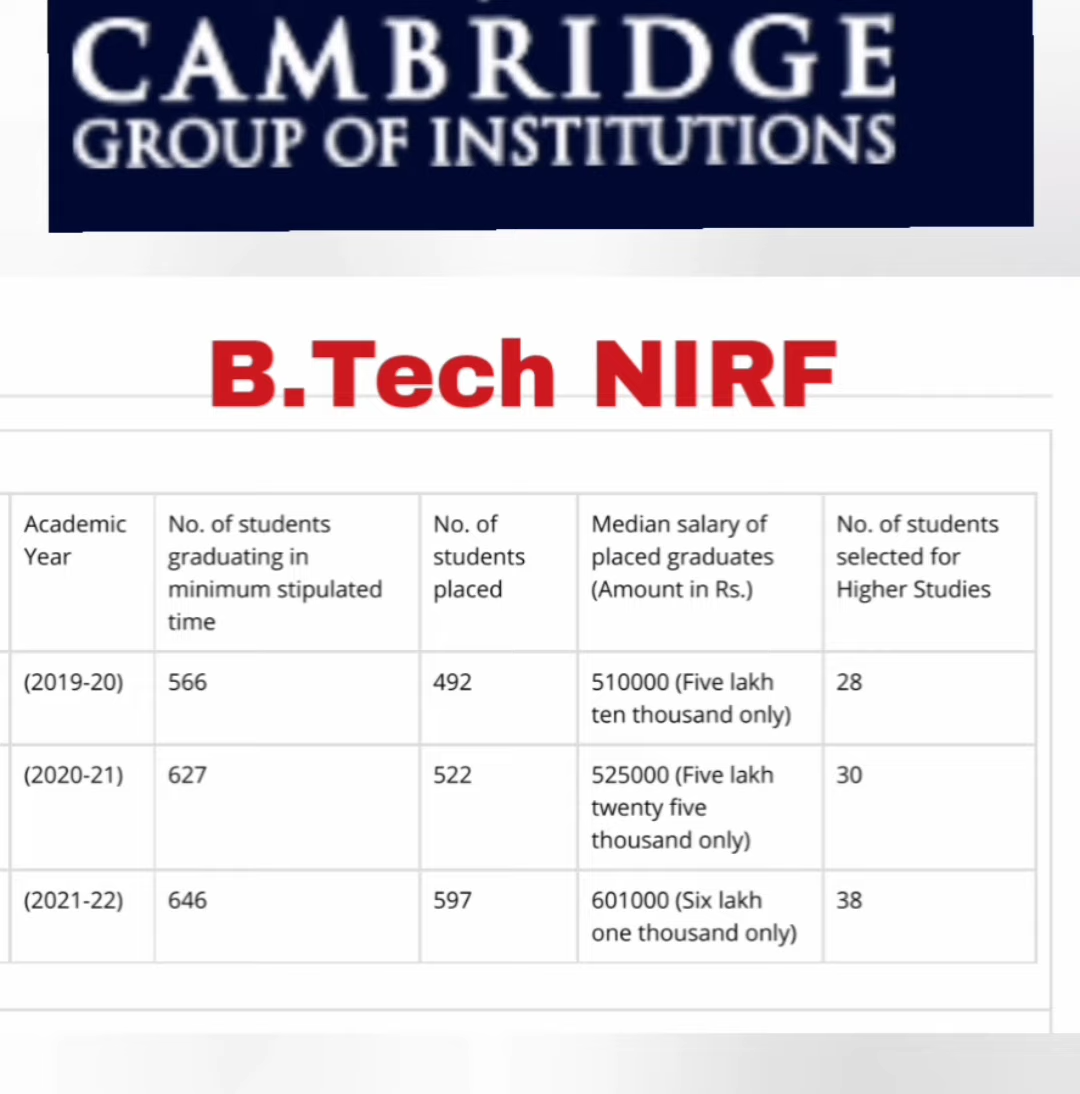 CAMBRIDGE
GROUP OF INSTITUTIONS
B.Tech NIRF
Academic
Year
No. of students
graduating in
minimum stipulated
time
No. of
students
placed
Median salary of
placed graduates
(Amount in Rs.)
No. of students
selected for
Higher Studies
(2019-20)
566
492
510000 (Five lakh
ten thousand only)
28
(2020-21)
627
522
525000 (Five lakh
twenty five
thousand only)
30
(2021-22)
646
597
601000 (Six lakh
one thousand only)
38